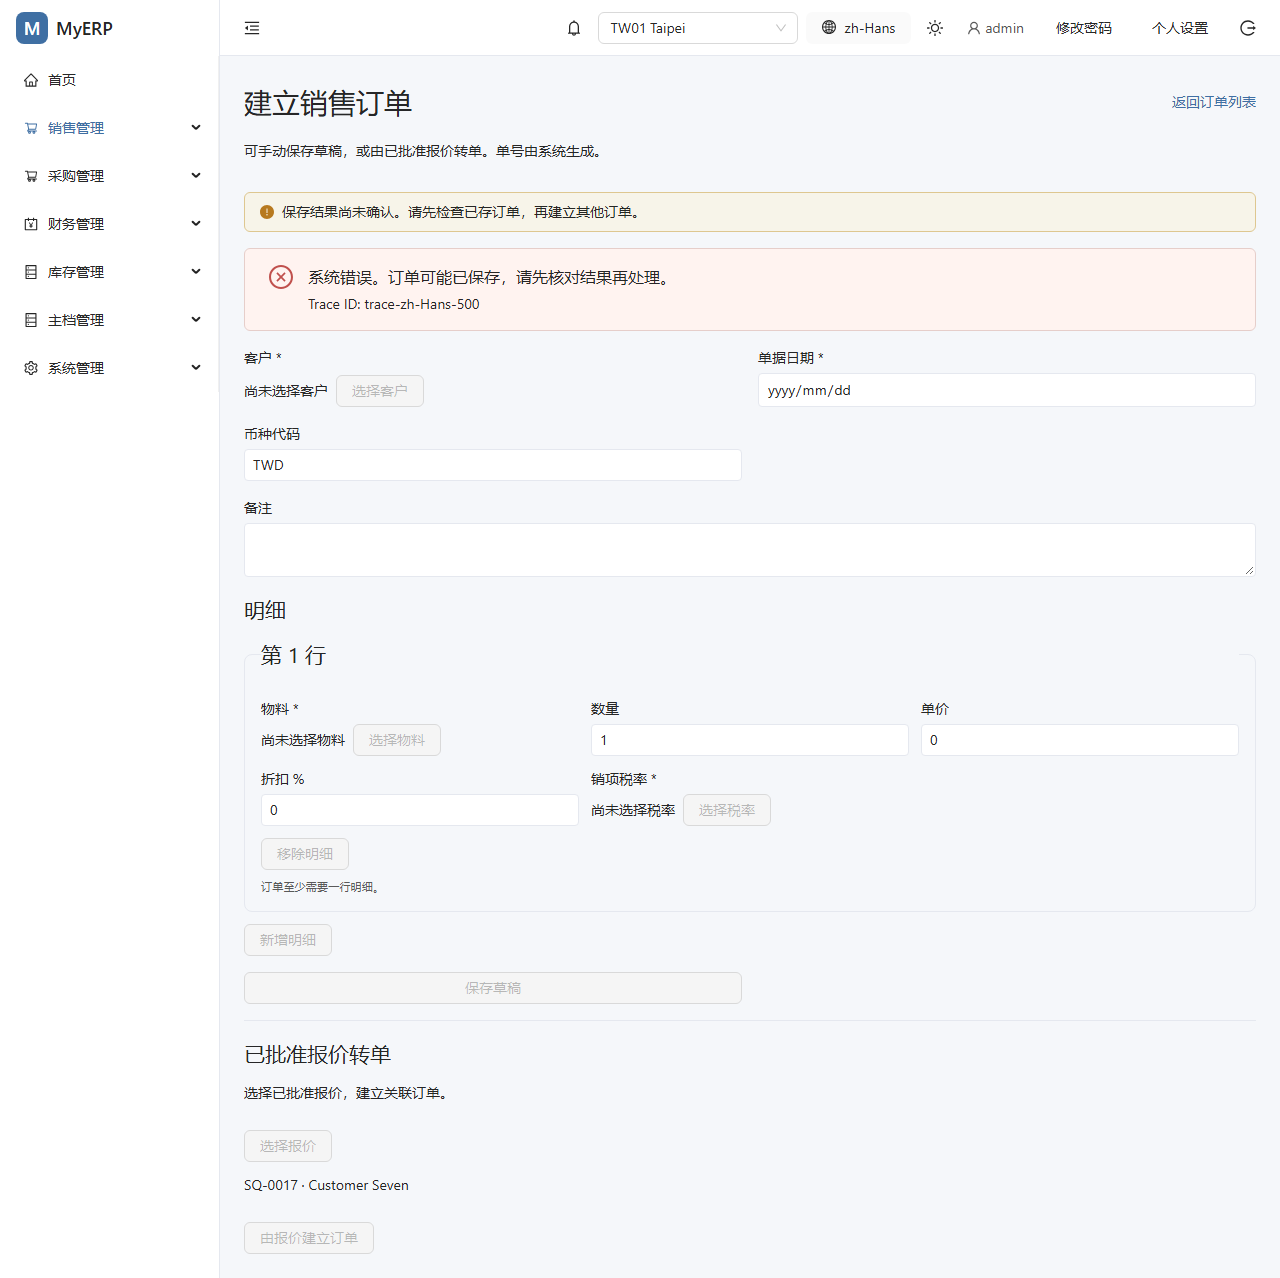 M MyERP
TW01 Taipei
zh-Hans
admin
修改密码
个人设置
首页
销售管理
采购管理
财务管理
库存管理
主档管理
系统管理
建立销售订单
返回订单列表
可手动保存草稿，或由已批准报价转单。单号由系统生成。
保存结果尚未确认。请先检查已存订单，再建立其他订单。
系统错误。订单可能已保存，请先核对结果再处理。
Trace ID: trace-zh-Hans-500
客户 *
单据日期 *
尚未选择客户 选择客户
yyyy/mm/dd
币种代码
TWD
备注
明细
第 1 行
物料 *
数量
单价
尚未选择物料 选择物料
1
0
折扣 %
销项税率 *
0
尚未选择税率 选择税率
移除明细
订单至少需要一行明细。
新增明细
保存草稿
已批准报价转单
选择已批准报价，建立关联订单。
选择报价
SQ-0017 · Customer Seven
由报价建立订单